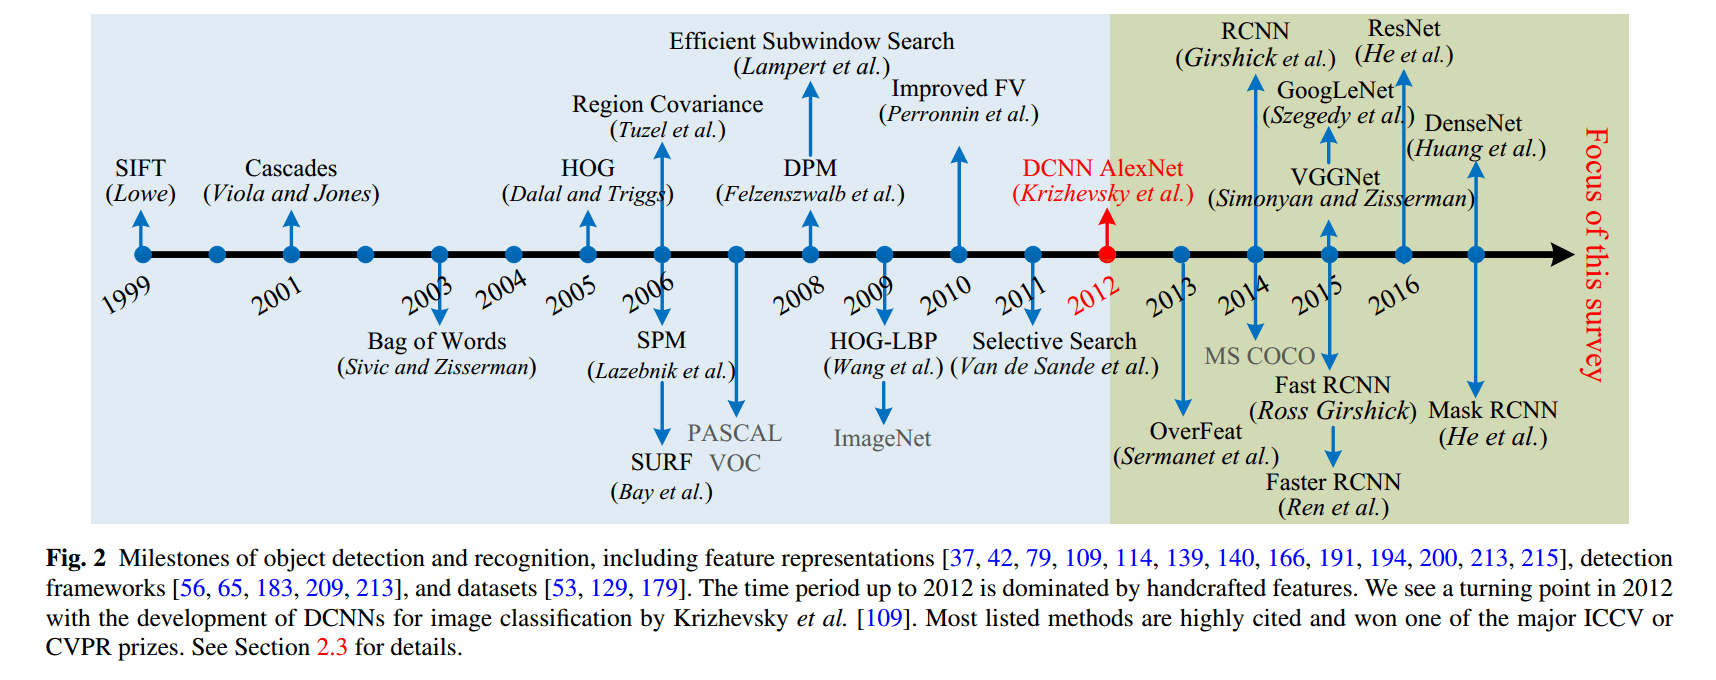 Efficient Subwindow Search
(Lampert et al.)
RCNN
(Girshick et al.)
ResNet
(He et al.)
Region Covariance
(Tuzel et al.)
Improved FV
(Perronnin et al.)
GoogLeNet
(Szegedy et al.)
DenseNet
(Huang et al.)
SIFT
(Lowe)
Cascades
(Viola and Jones)
HOG
(Dalal and Triggs)
DPM
(Felzenszwalb et al.)
DCNN AlexNet
(Krizhevsky et al.)
VGGNet
(Simonyan and Zisserman)
Focus of this survey
1999
2001
2003
2004
2005
2006
2008
2009
2010
2011
2012
2013
2014
2015
2016
Bag of Words
(Sivic and Zisserman)
SPM
(Lazebnik et al.)
SURF
(Bay et al.)
PASCAL
VOC
HOG-LBP
(Wang et al.)
ImageNet
Selective Search
(Van de Sande et al.)
OverFeat
(Sermanet et al.)
MS COCO
Fast RCNN
(Ross Girshick)
Faster RCNN
(Ren et al.)
Mask RCNN
(He et al.)
Fig. 2 Milestones of object detection and recognition, including feature representations [37, 42, 79, 109, 114, 139, 140, 166, 191, 194, 200, 213, 215], detection
frameworks [56, 65, 183, 209, 213], and datasets [53, 129, 179]. The time period up to 2012 is dominated by handcrafted features. We see a turning point in 2012
with the development of DCNNs for image classification by Krizhevsky et al. [109]. Most listed methods are highly cited and won one of the major ICCV or
CVPR prizes. See Section 2.3 for details.